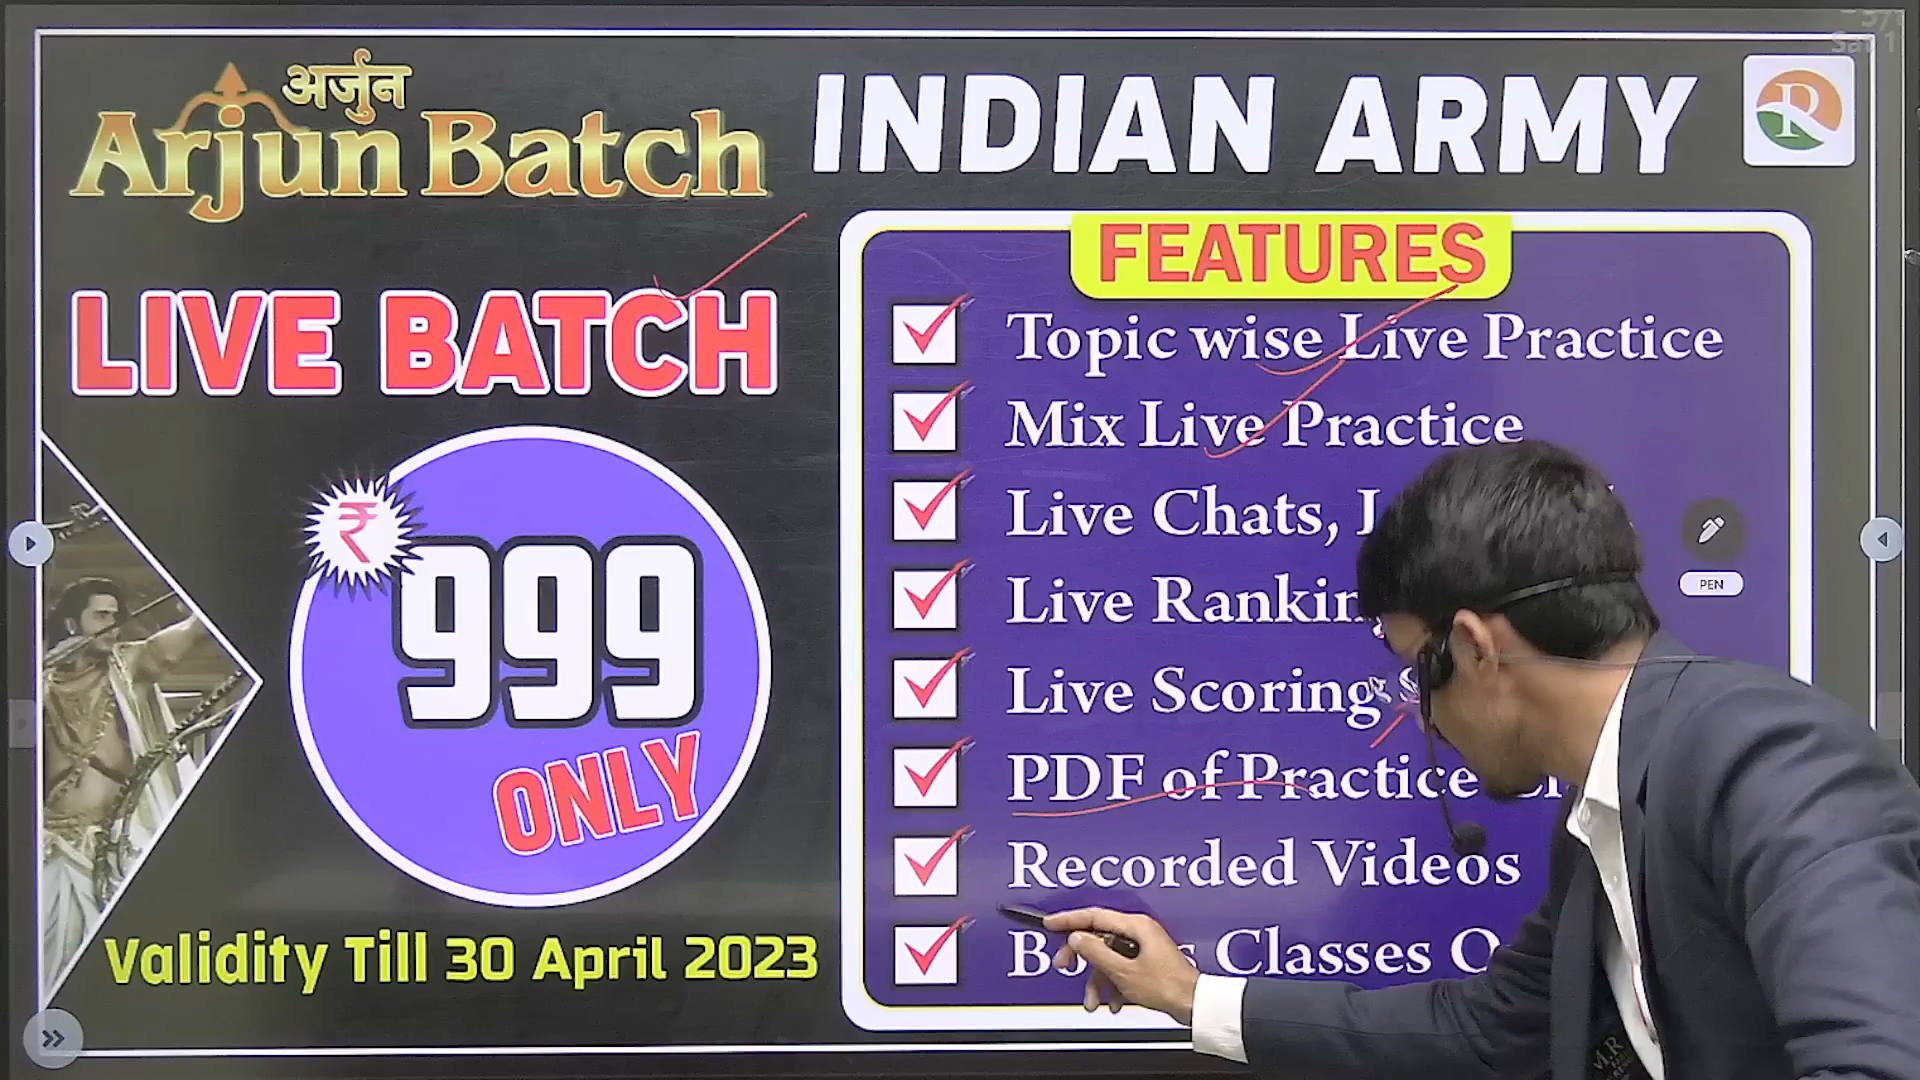 अर्जुन
Arjun Batch
INDIAN ARMY
R
LIVE BATCH
₹
999
ONLY
Validity Till 30 April 2023
FEATURES
Topic wise Live Practice
Mix Live Practice
Live Chats,
Live
Live Scoring
PDF of Practice
Recorded Videos
Classes
PEN